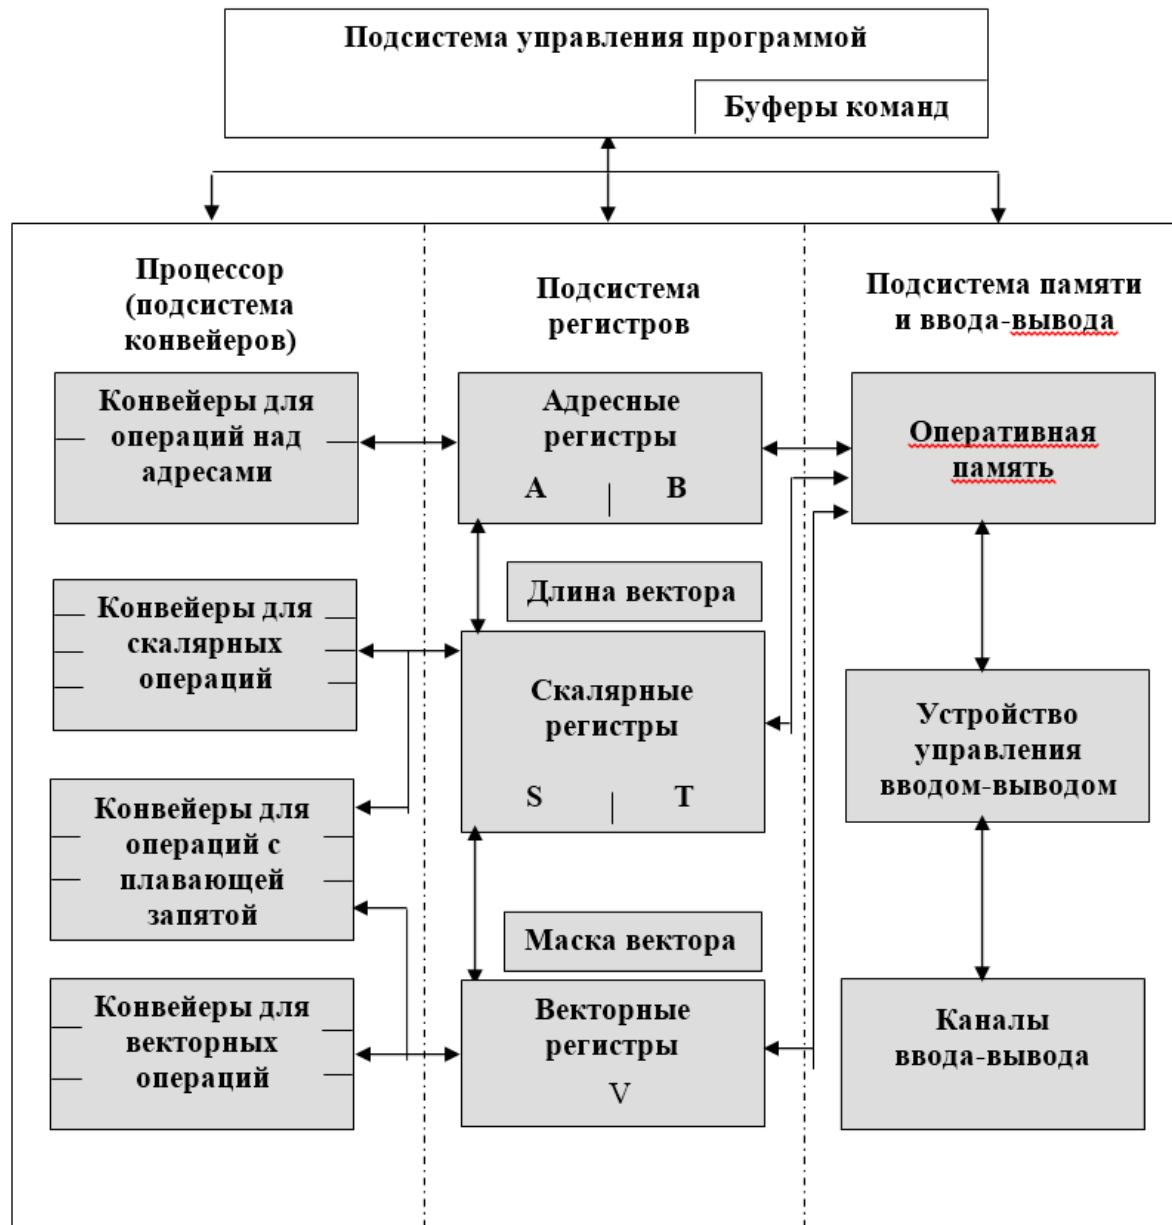 Подсистема управления программой
Буферы команд
Процессор
(подсистема
конвейеров)
Подсистема
регистров
Подсистема памяти
и ввода-вывода
Конвейеры для
операций над
адресами
Адресные
регистры
A
B
Оперативная
память
Длина вектора
Конвейеры для
скалярных
операций
Скалярные
регистры
S
T
Устройство
управления
вводом-выводом
Конвейеры для
операций с
плавающей
запятой
Маска вектора
Конвейеры для
векторных
операций
Векторные
регистры
V
Каналы
ввода-вывода